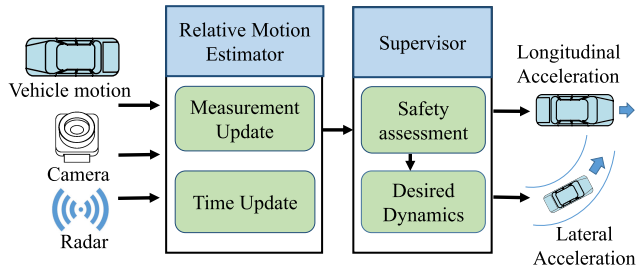 Vehicle motion
Camera
Radar
Relative Motion
Estimator
Measurement
Update
Time Update
Supervisor
Safety
assessment
Desired
Dynamics
Longitudinal
Acceleration
Lateral
Acceleration